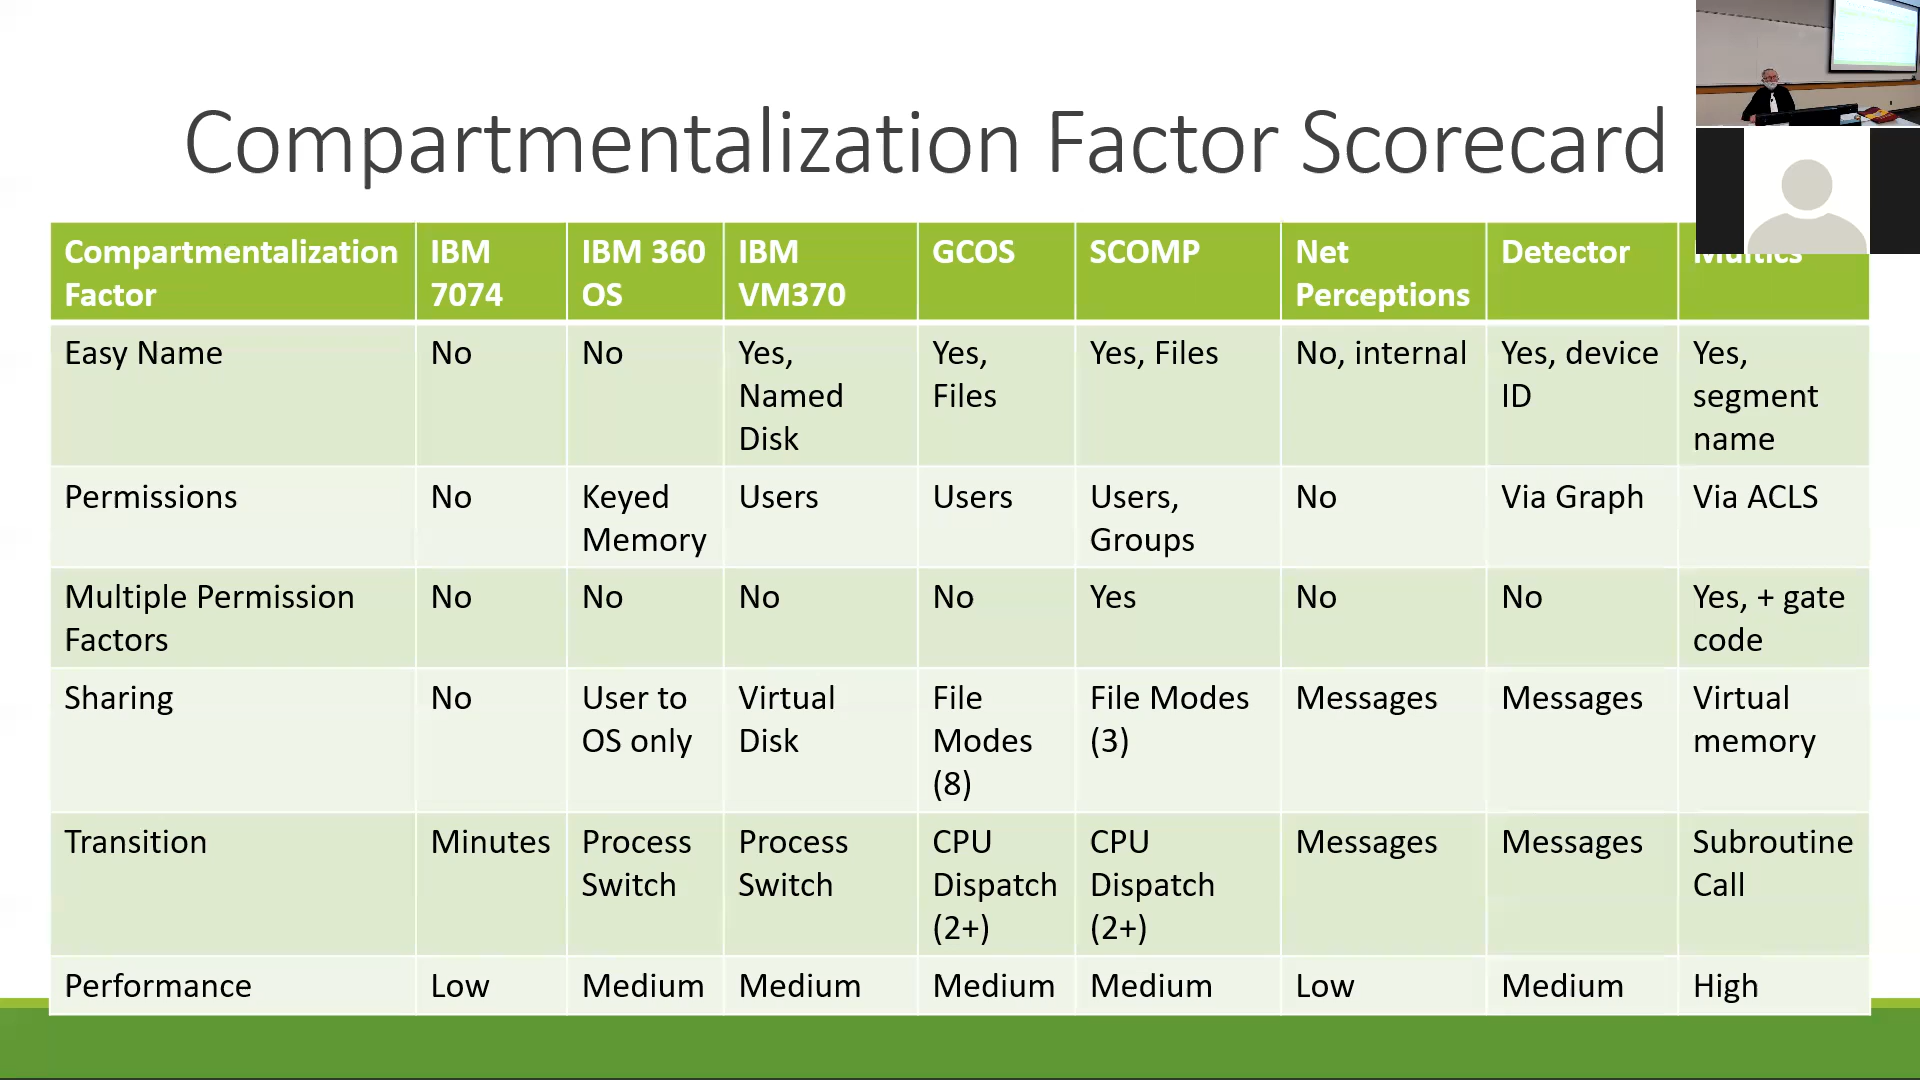 Compartmentalization Factor Scorecard
Compartmentalization Factor
IBM 7074
IBM 360 OS
IBM VM370
GCOS
SCOMP
Net Perceptions
Detector
Multics
Easy Name
No
No
Yes, Named Disk
Yes, Files
Yes, Files
No, internal
Yes, device ID
Yes, segment name
Permissions
No
Keyed Memory
Users
Users
Users, Groups
No
Via Graph
Via ACLS
Multiple Permission Factors
No
No
No
No
Yes
No
No
Yes, + gate code
Sharing
No
User to OS only
Virtual Disk
File Modes (8)
File Modes (3)
Messages
Messages
Virtual memory
Transition
Minutes
Process Switch
Process Switch
CPU Dispatch (2+)
CPU Dispatch (2+)
Messages
Messages
Subroutine Call
Performance
Low
Medium
Medium
Medium
Medium
Low
Medium
High